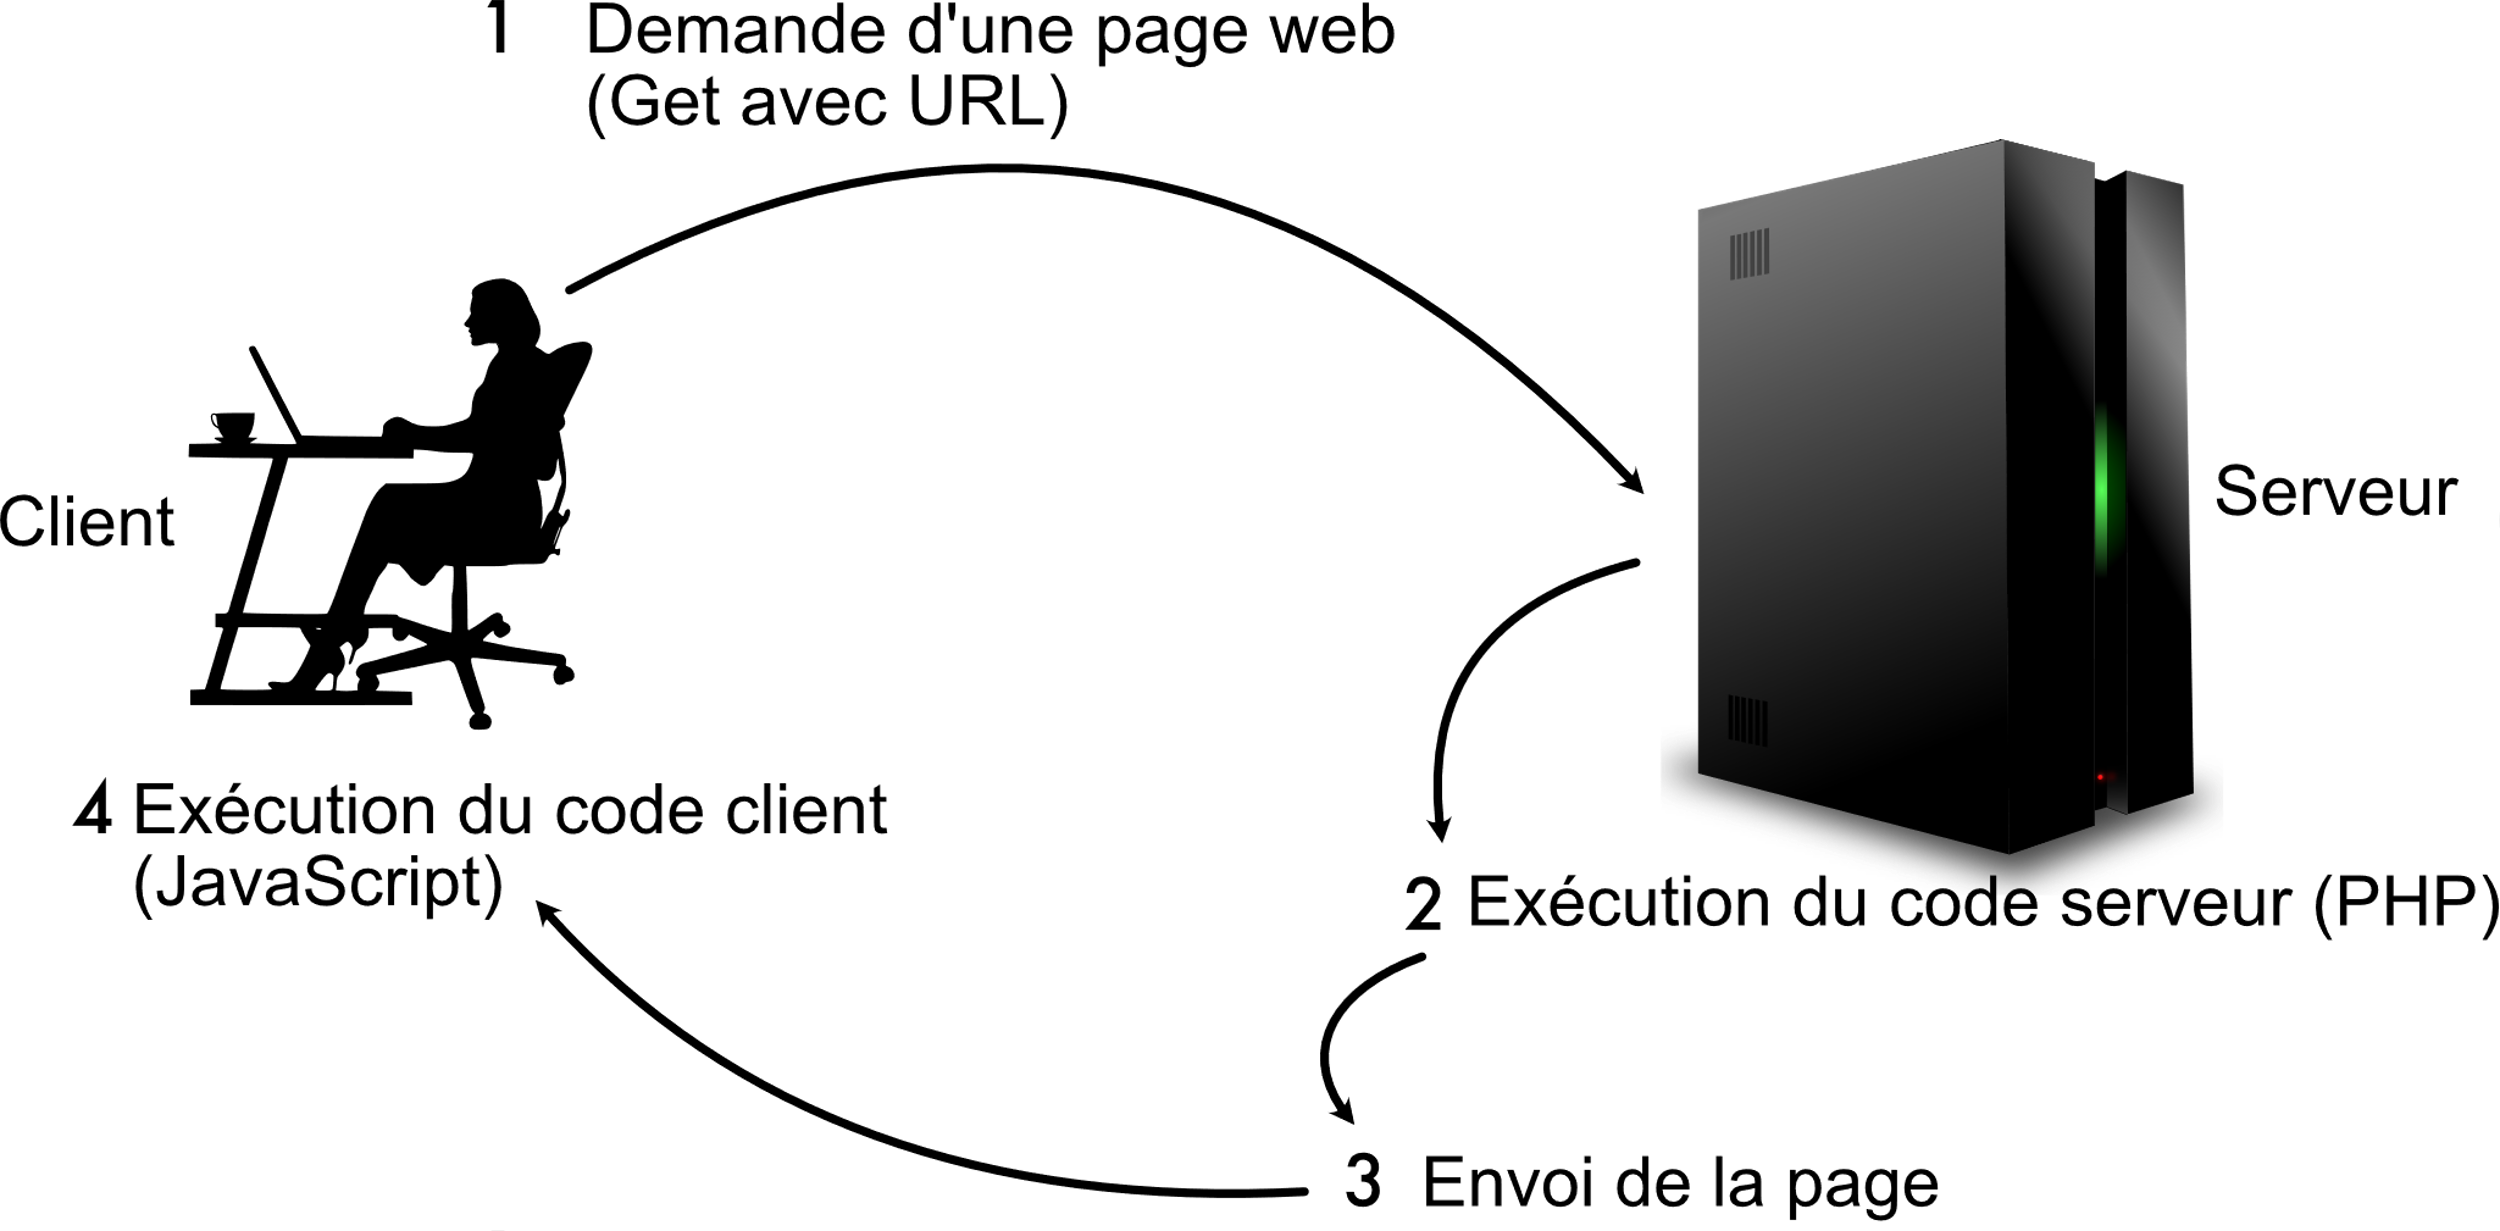 1 Demande d'une page web
(Get avec URL)
Client
Serveur
4 Exécution du code client
(JavaScript)
2 Exécution du code serveur (PHP)
3 Envoi de la page